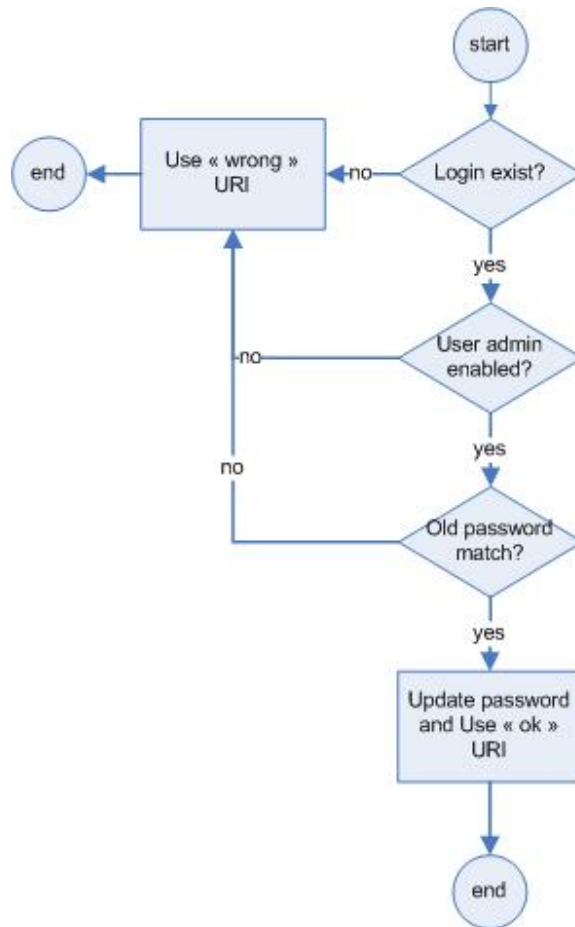 start
Login exist?
no
Use « wrong »
URI
end
yes
User admin
enabled?
no
yes
Old password
match?
no
yes
Update password
and Use « ok »
URI
end